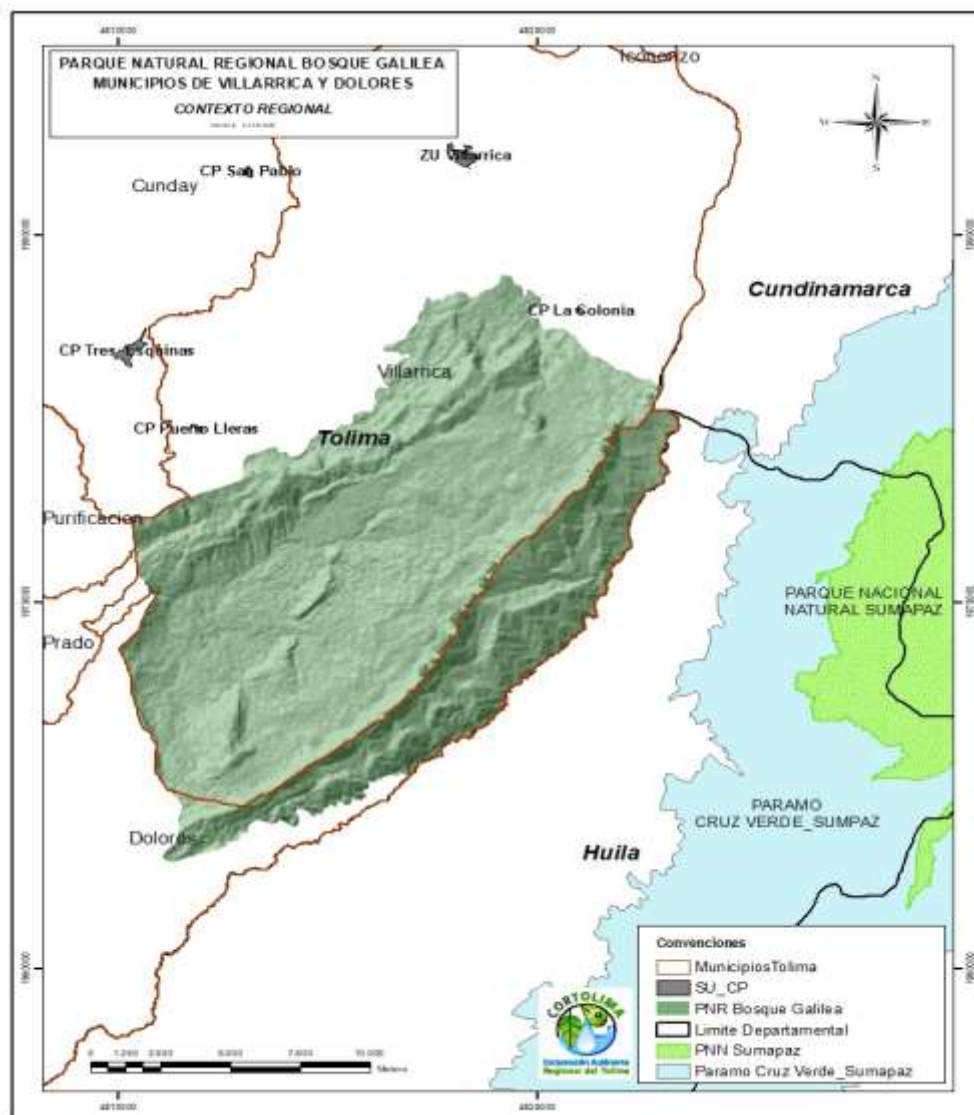 PARQUE NATURAL REGIONAL BOSQUE GALILEA
MUNICIPIOS DE VILLARRICA Y DOLORES
CONTEXTO REGIONAL
Icononzo
N
W
E
S
ZU Villarrica
CP San Pablo
Cunday
Cundinamarca
CP La Colonia
CP Tres Esquinas
Villarrica
CP Puerto Lleras
Tolima
Purificacion
PARQUE NACIONAL
NATURAL SUMAPAZ
Prado
PARAMO
CRUZ VERDE_SUMPAZ
Dolores
Huila
Convenciones
MunicipiosTolima
SU_CP
PNR Bosque Galilea
Limite Departamental
PNN Sumapaz
Paramo Cruz Verde_Sumapaz
CORTOLIMA
Corporación Autónoma
Regional del Tolima
0
Meters